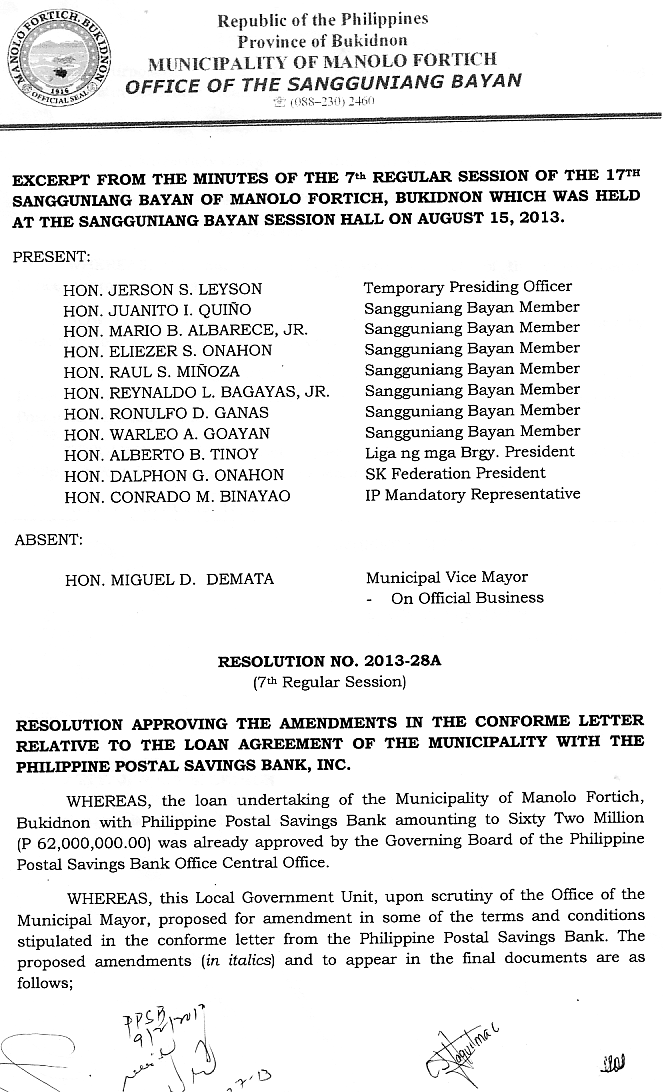 MANOLO FORTICH, BUKIDNON
1916
OFFICIAL SEAL
Republic of the Philippines
Province of Bukidnon
MUNICIPALITY OF MANOLO FORTICH
OFFICE OF THE SANGGUNIANG BAYAN
☏ (088-230) 2460
EXCERPT FROM THE MINUTES OF THE 7th REGULAR SESSION OF THE 17TH
SANGGUNIANG BAYAN OF MANOLO FORTICH, BUKIDNON WHICH WAS HELD
AT THE SANGGUNIANG BAYAN SESSION HALL ON AUGUST 15, 2013.
PRESENT:
HON. JERSON S. LEYSON Temporary Presiding Officer
HON. JUANITO I. QUIÑO Sangguniang Bayan Member
HON. MARIO B. ALBARECE, JR. Sangguniang Bayan Member
HON. ELIEZER S. ONAHON Sangguniang Bayan Member
HON. RAUL S. MIÑOZA Sangguniang Bayan Member
HON. REYNALDO L. BAGAYAS, JR. Sangguniang Bayan Member
HON. RONULFO D. GANAS Sangguniang Bayan Member
HON. WARLEO A. GOAYAN Sangguniang Bayan Member
HON. ALBERTO B. TINOY Liga ng mga Brgy. President
HON. DALPHON G. ONAHON SK Federation President
HON. CONRADO M. BINAYAO IP Mandatory Representative
ABSENT:
HON. MIGUEL D. DEMATA Municipal Vice Mayor
- On Official Business
RESOLUTION NO. 2013-28A
(7th Regular Session)
RESOLUTION APPROVING THE AMENDMENTS IN THE CONFORME LETTER
RELATIVE TO THE LOAN AGREEMENT OF THE MUNICIPALITY WITH THE
PHILIPPINE POSTAL SAVINGS BANK, INC.
WHEREAS, the loan undertaking of the Municipality of Manolo Fortich,
Bukidnon with Philippine Postal Savings Bank amounting to Sixty Two Million
(P 62,000,000.00) was already approved by the Governing Board of the Philippine
Postal Savings Bank Office Central Office.
WHEREAS, this Local Government Unit, upon scrutiny of the Office of the
Municipal Mayor, proposed for amendment in some of the terms and conditions
stipulated in the conforme letter from the Philippine Postal Savings Bank. The
proposed amendments (in italics) and to appear in the final documents are as
follows;
PPSB